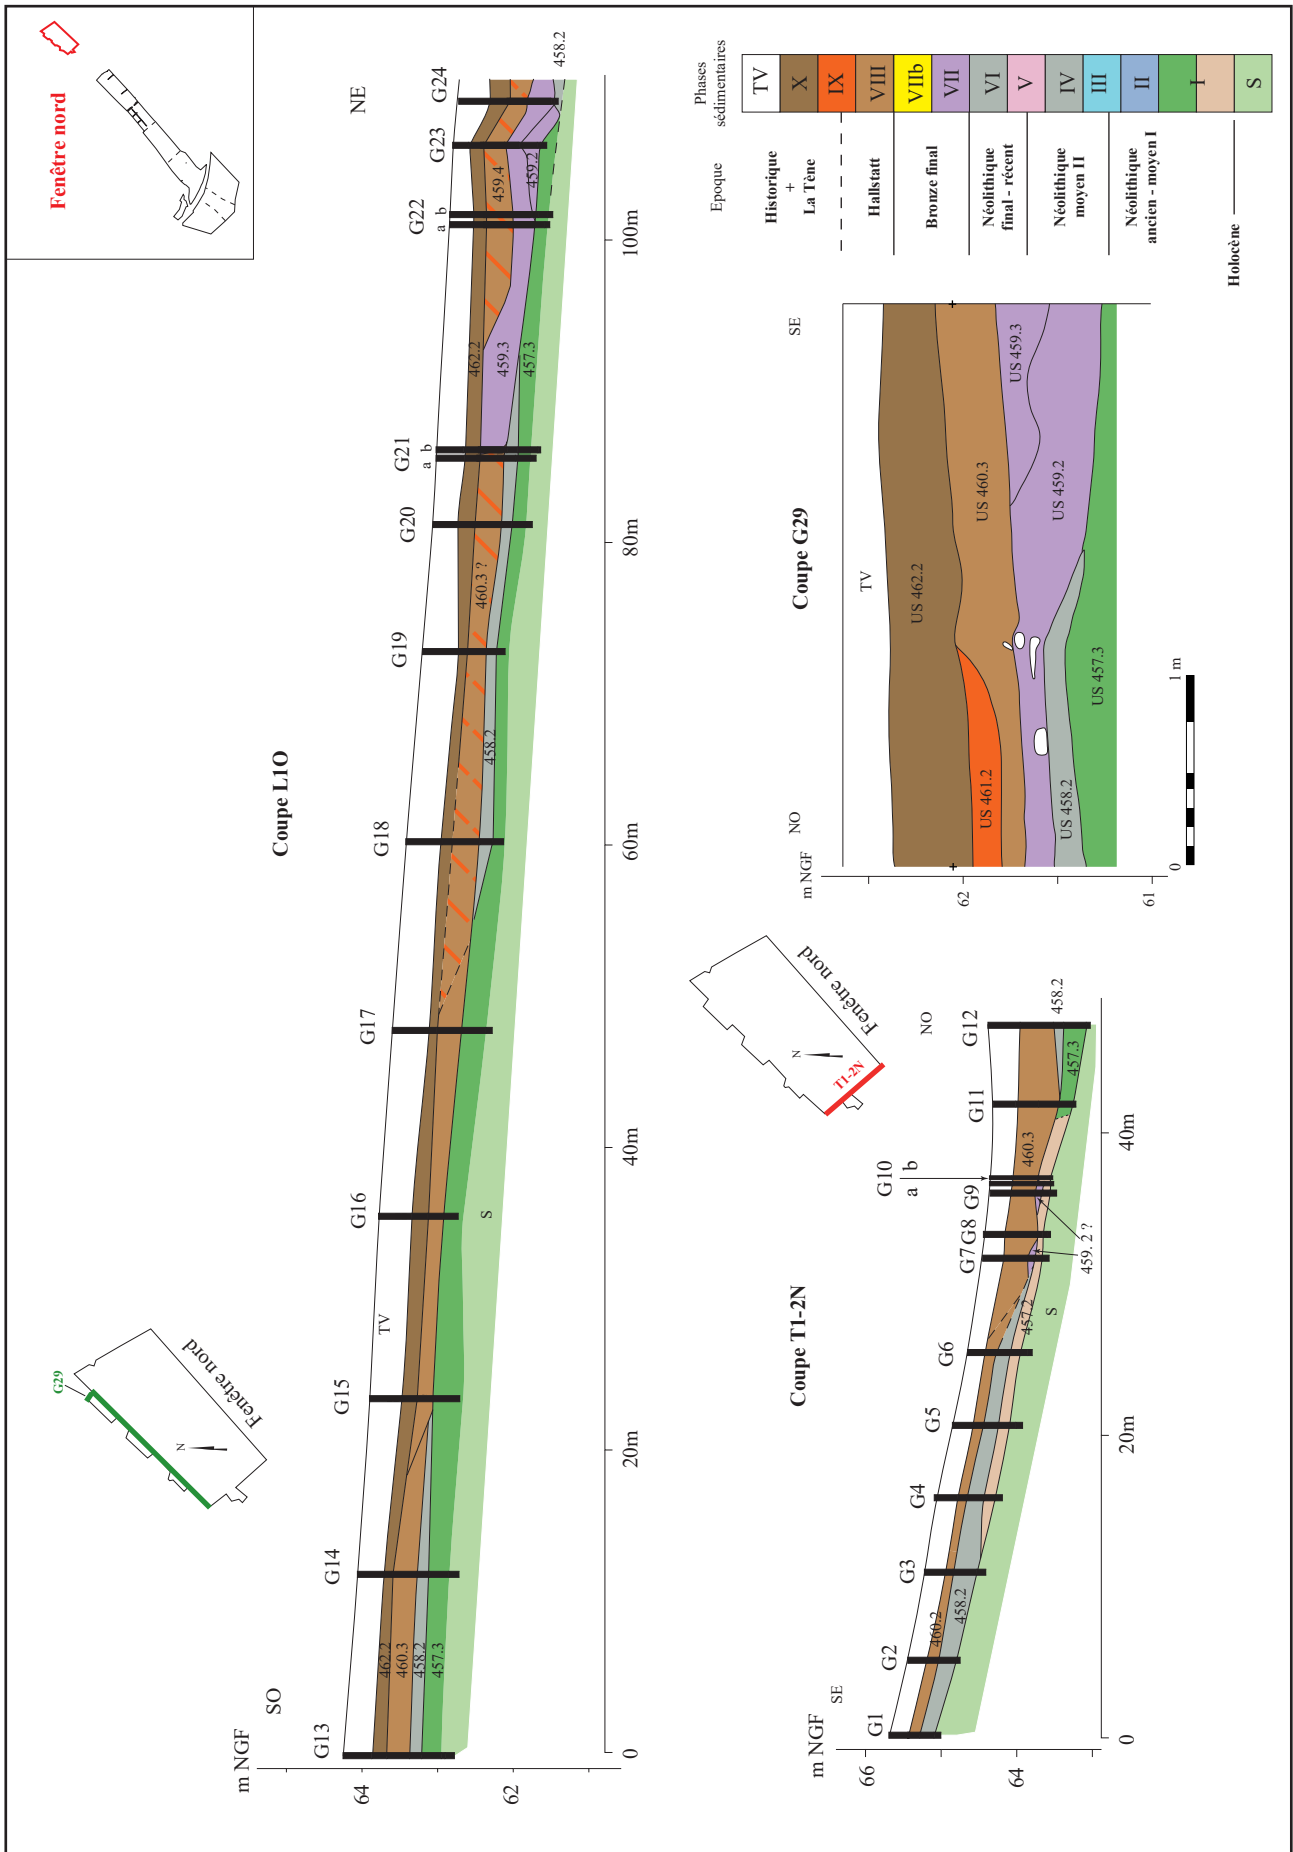 Fenêtre nord
G29
N
Fenêtre nord
Coupe L1O
m NGF
64
62
SO
NE
G13
G14
G15
G16
G17
G18
G19
G20
G21
a b
G22
a b
G23
G24
TV
S
462.2
460.3
458.2
457.3
458.2
460.3 ?
462.2
459.3
457.3
459.4
459.2
458.2
0
20m
40m
60m
80m
100m
Coupe T1-2N
m NGF
66
64
SE
NO
G1
G2
G3
G4
G5
G6
G7
G8
G9
G10
a b
G11
G12
460.2
458.2
457.2
S
459. 2 ?
460.3
457.3
458.2
0
20m
40m
N
T1-2N
Fenêtre nord
Coupe G29
m NGF
62
61
NO
SE
TV
US 462.2
US 461.2
US 460.3
US 459.3
US 459.2
US 458.2
US 457.3
0
1 m
Epoque
Phases
sédimentaires
Historique
+
La Tène
Hallstatt
Bronze final
Néolithique
final - récent
Néolithique
moyen II
Néolithique
ancien - moyen I
Holocène
TV
X
IX
VIII
VIIb
VII
VI
V
IV
III
II
I
S